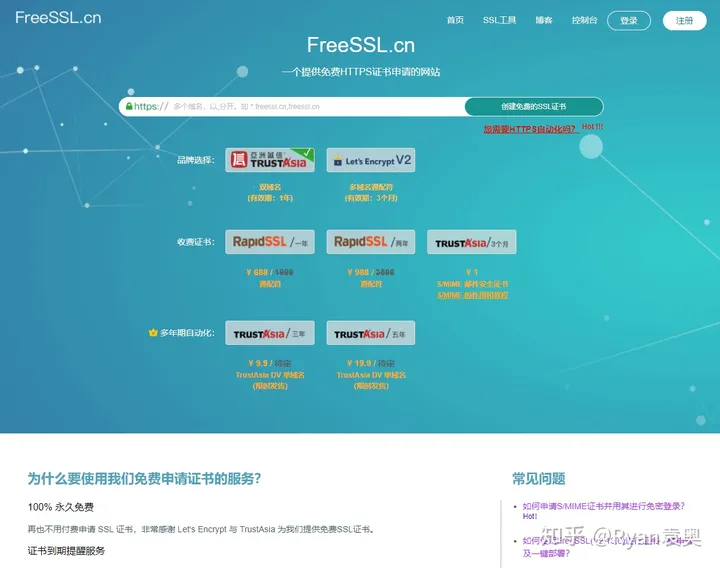 FreeSSL.cn
首页 SSL工具 博客 控制台 登录 注册
FreeSSL.cn
一个提供免费HTTPS证书申请的网站
https:// 多个域名, 以,分开。如 *.freessl.cn,freessl.cn 创建免费的SSL证书
您需要HTTPS自动化吗? Hot !!!
品牌选择: 亚洲诚信 TRUSTASIA Let's Encrypt V2
双域名 多域名通配符
(有效期: 1年) (有效期: 3个月)
收费证书: RapidSSL /一年 RapidSSL /两年 TRUSTASIA/3个月
¥ 688 / 1999 ¥ 988 / 3598 ¥ 1
通配符 通配符 S/MIME 邮件安全证书
S/MIME 的作用和教程
多年期自动化: TRUSTASIA/ 三年 TRUSTASIA/ 五年
¥ 9.9 / 待定 ¥ 19.9 / 待定
TrustAsia DV 单域名 TrustAsia DV 单域名
(限时发售) (限时发售)
为什么要使用我们免费申请证书的服务?
100% 永久免费
再也不用付费申请 SSL 证书,非常感谢 Let's Encrypt 与 TrustAsia 为我们提供免费SSL证书。
证书到期提醒服务
常见问题
如何申请S/MIME证书并用其进行免密登录?
Hot!
及一键部署?
知乎 @Ryan袁奥